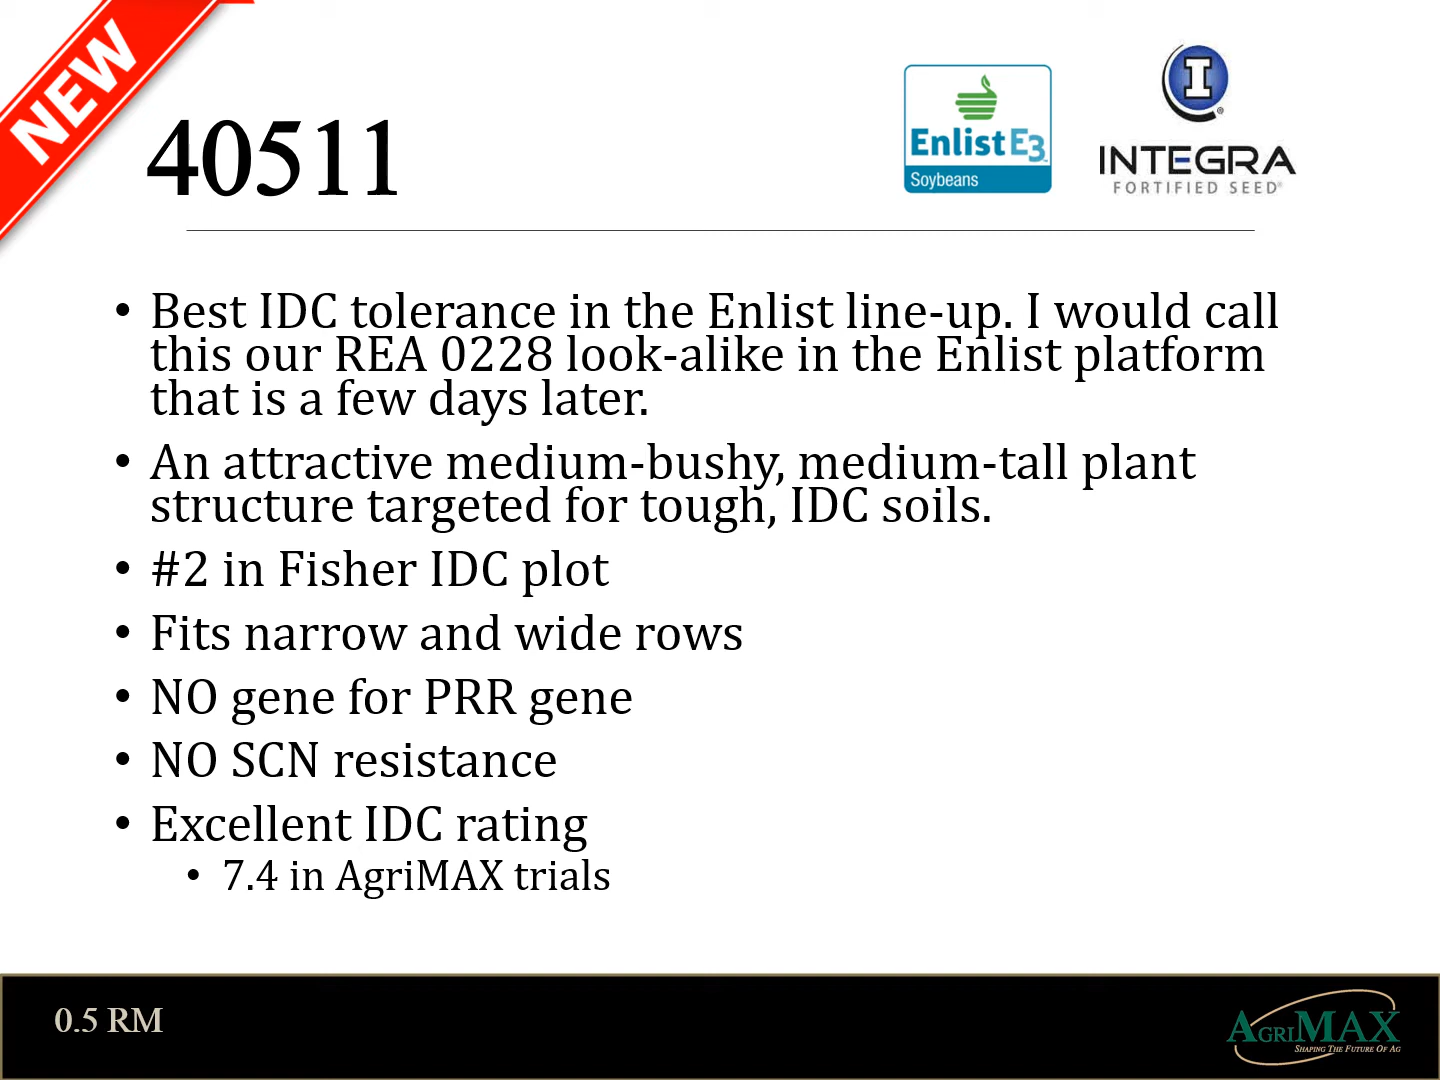 NEW
40511
Enlist E3
Soybeans
I
INTEGRA
FORTIFIED SEED®
• Best IDC tolerance in the Enlist line-up. I would call
this our REA 0228 look-alike in the Enlist platform
that is a few days later.
• An attractive medium-bushy, medium-tall plant
structure targeted for tough, IDC soils.
• #2 in Fisher IDC plot
• Fits narrow and wide rows
• NO gene for PRR gene
• NO SCN resistance
• Excellent IDC rating
• 7.4 in AgriMAX trials
0.5 RM
AGRIMAX
SHAPING THE FUTURE OF AG